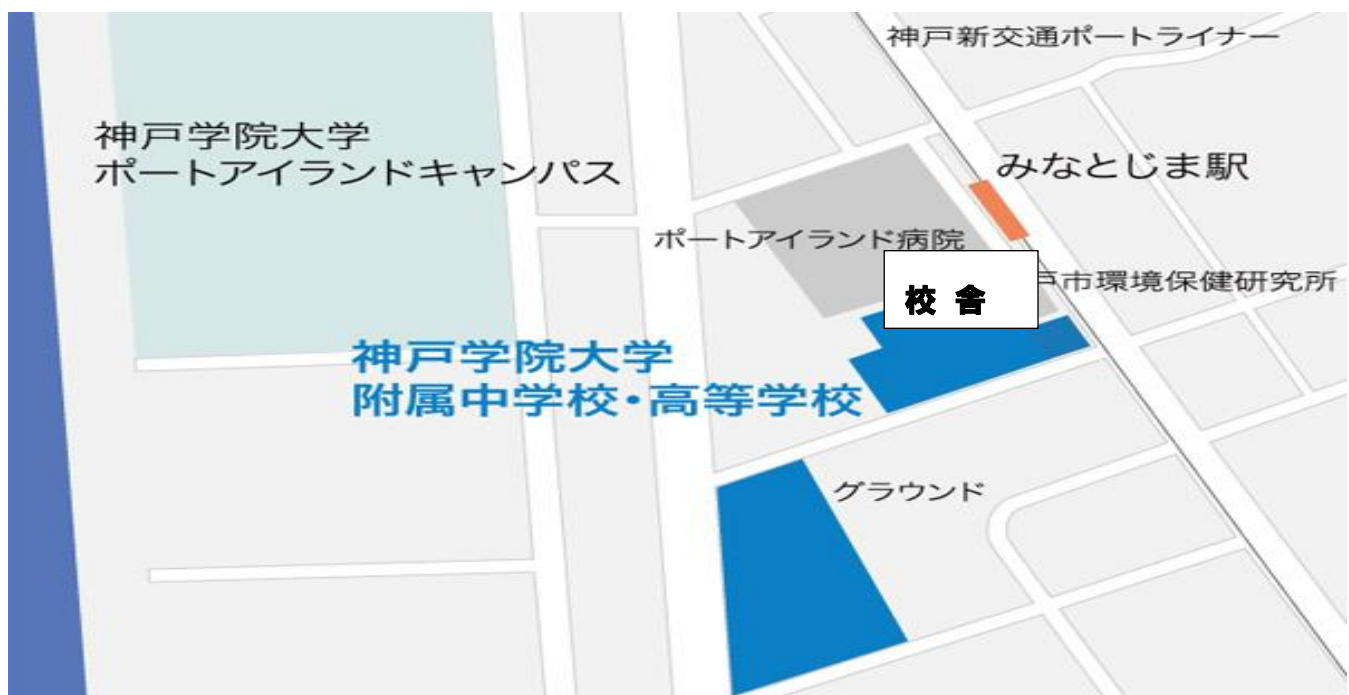 神戸新交通ポートライナー
神戸学院大学
ポートアイランドキャンパス
みなとじま駅
ポートアイランド病院
戸市環境保健研究所
校舎
神戸学院大学
附属中学校・高等学校
グラウンド